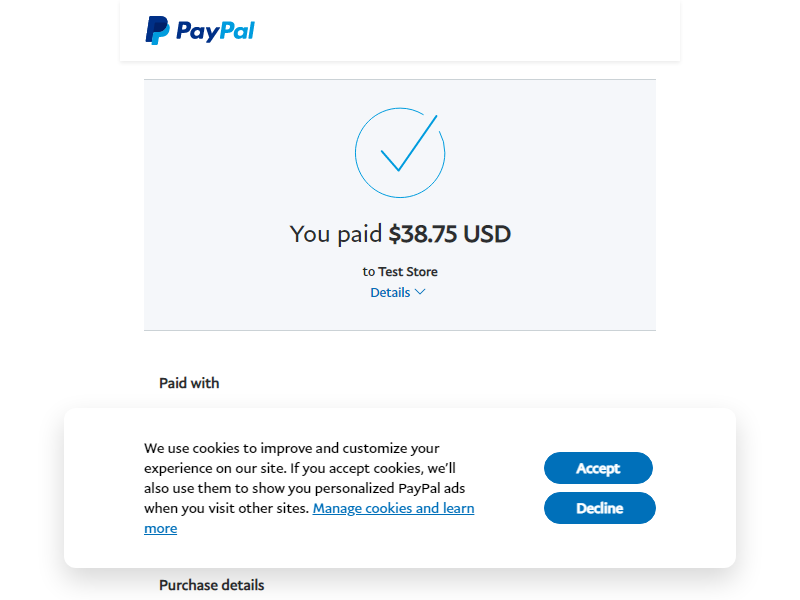 PayPal
You paid $38.75 USD
to Test Store
Details
Paid with
We use cookies to improve and customize your
experience on our site. If you accept cookies, we'll
also use them to show you personalized PayPal ads
when you visit other sites. Manage cookies and learn
more
Accept
Decline
Purchase details